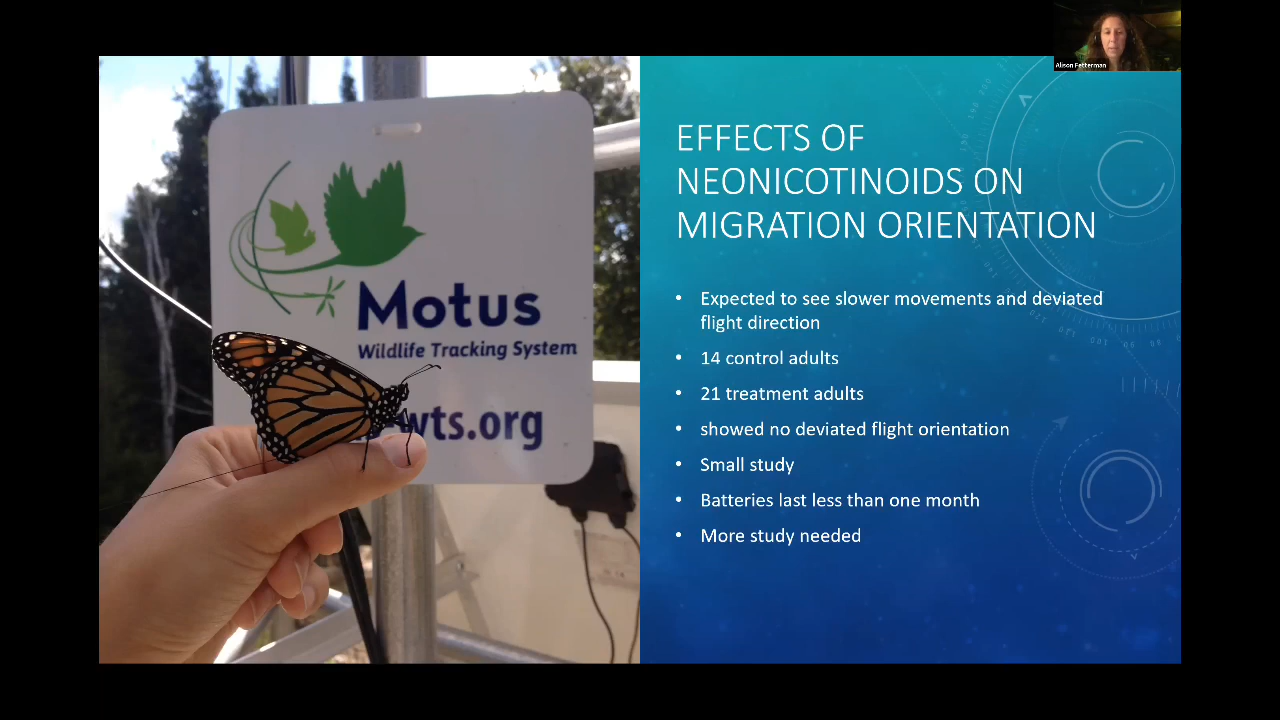 Alison Fetterman
Motus
Wildlife Tracking System
wts.org
EFFECTS OF
NEONICOTINOIDS ON
MIGRATION ORIENTATION
• Expected to see slower movements and deviated
flight direction
• 14 control adults
• 21 treatment adults
• showed no deviated flight orientation
• Small study
• Batteries last less than one month
• More study needed